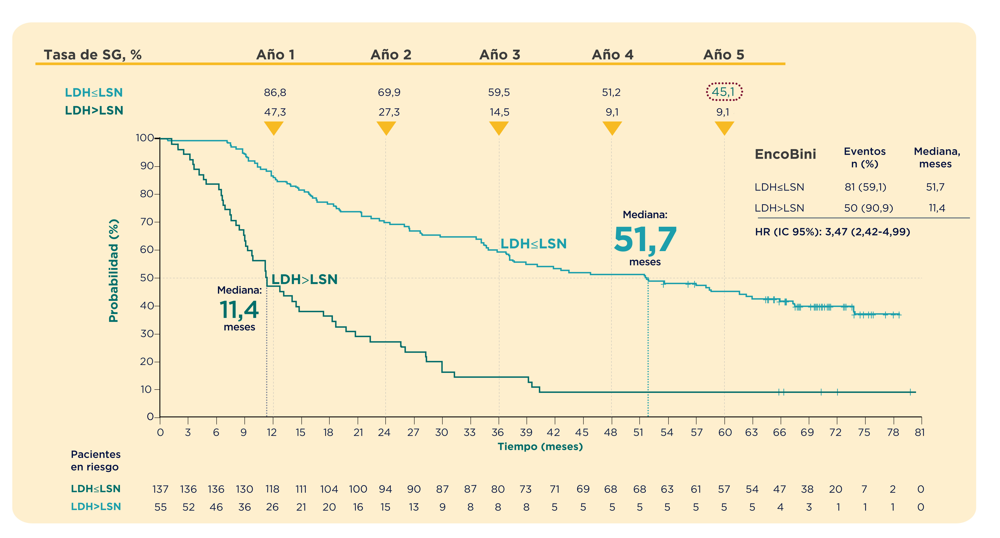 Tasa de SG, % Año 1 Año 2 Año 3 Año 4 Año 5
LDH≤LSN 86,8 69,9 59,5 51,2 45,1
LDH>LSN 47,3 27,3 14,5 9,1 9,1
EncoBini Eventos n (%) Mediana, meses
LDH≤LSN 81 (59,1) 51,7
LDH>LSN 50 (90,9) 11,4
HR (IC 95%): 3,47 (2,42-4,99)
Probabilidad (%)
100
90
80
70
60
50
40
30
20
10
0
Mediana:
51,7
meses
LDH≤LSN
LDH>LSN
Mediana:
11,4
meses
0 3 6 9 12 15 18 21 24 27 30 33 36 39 42 45 48 51 54 57 60 63 66 69 72 75 78 81
Tiempo (meses)
Pacientes
en riesgo
LDH≤LSN 137 136 136 130 118 111 104 100 94 90 87 87 80 73 71 69 68 68 63 61 57 54 47 38 20 7 2 0
LDH>LSN 55 52 46 36 26 21 20 16 15 13 9 8 8 8 5 5 5 5 5 5 5 5 4 3 1 1 1 0